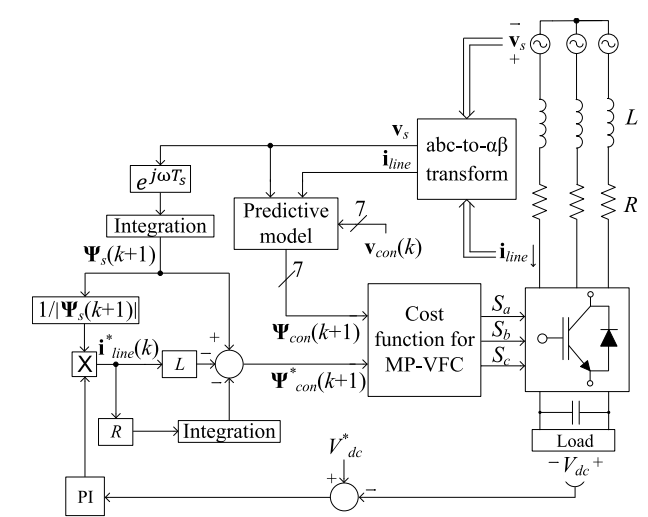 −
v_s
+
L
R
abc-to-αβ
transform
v_s
i_line
e^{jωT_s}
Integration
Predictive
model
7
v_con(k)
i_line
Ψ_s(k+1)
7
1/|Ψ_s(k+1)|
Ψ_con(k+1)
Cost
function for
MP-VFC
S_a
S_b
S_c
X
i*_line(k)
L
+
−
−
Ψ*_con(k+1)
R
Integration
Load
V*_dc
− V_dc +
PI
+
−